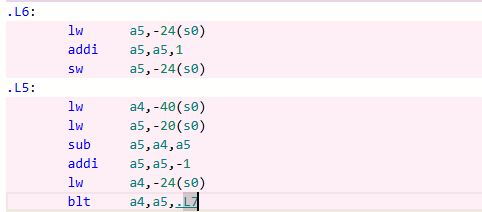 .L6:
lw a5,-24(s0)
addi a5,a5,1
sw a5,-24(s0)
.L5:
lw a4,-40(s0)
lw a5,-20(s0)
sub a5,a4,a5
addi a5,a5,-1
lw a4,-24(s0)
blt a4,a5,.L7